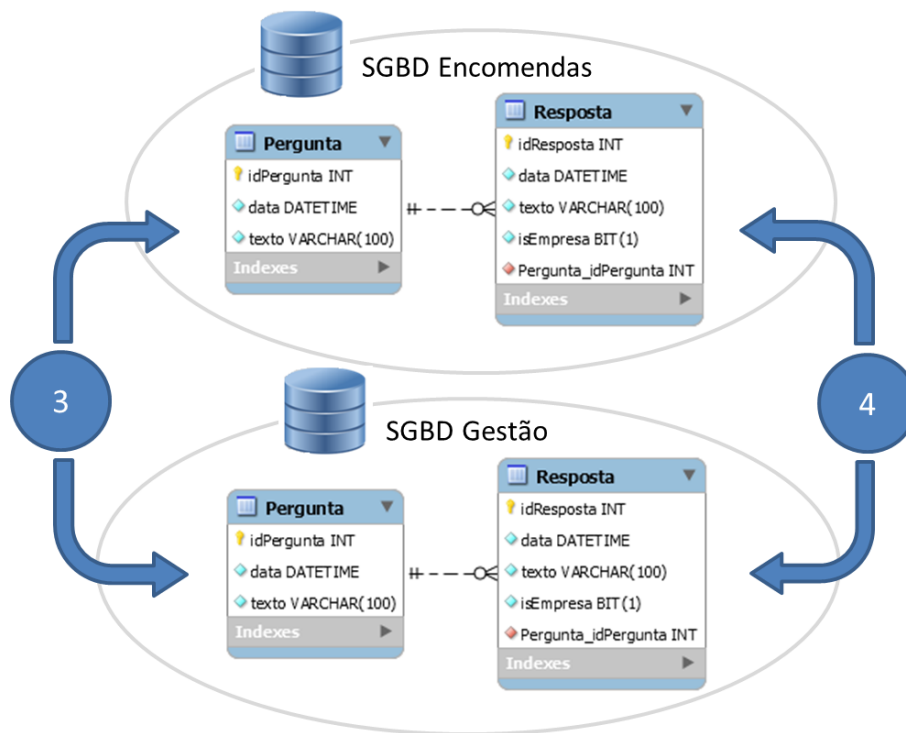 SGBD Encomendas
Pergunta
idPergunta INT
data DATETIME
texto VARCHAR(100)
Indexes
Resposta
idResposta INT
data DATETIME
texto VARCHAR(100)
isEmpresa BIT(1)
Pergunta_idPergunta INT
Indexes
3
4
SGBD Gestão
Pergunta
idPergunta INT
data DATETIME
texto VARCHAR(100)
Indexes
Resposta
idResposta INT
data DATETIME
texto VARCHAR(100)
isEmpresa BIT(1)
Pergunta_idPergunta INT
Indexes